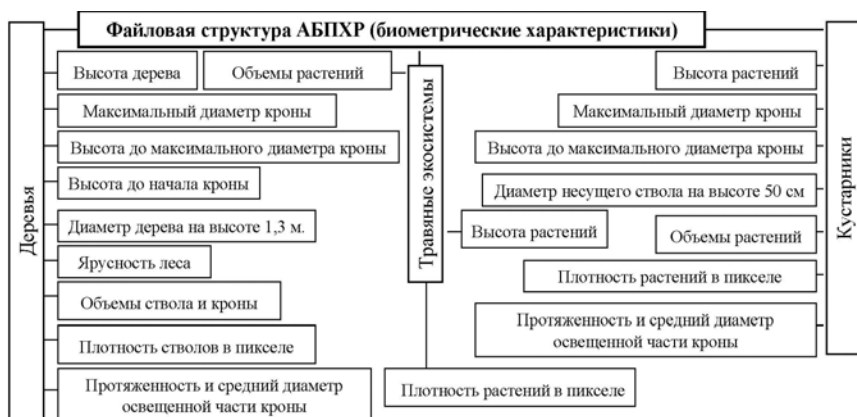 Файловая структура АБПХР (биометрические характеристики)
Деревья
Высота дерева
Объемы растений
Максимальный диаметр кроны
Высота до максимального диаметра кроны
Высота до начала кроны
Диаметр дерева на высоте 1,3 м.
Ярусность леса
Объемы ствола и кроны
Плотность стволов в пикселе
Протяженность и средний диаметр
освещенной части кроны
Травяные экосистемы
Высота растений
Плотность растений в пикселе
Кустарники
Высота растений
Максимальный диаметр кроны
Высота до максимального диаметра кроны
Диаметр несущего ствола на высоте 50 см
Объемы растений
Плотность растений в пикселе
Протяженность и средний диаметр
освещенной части кроны